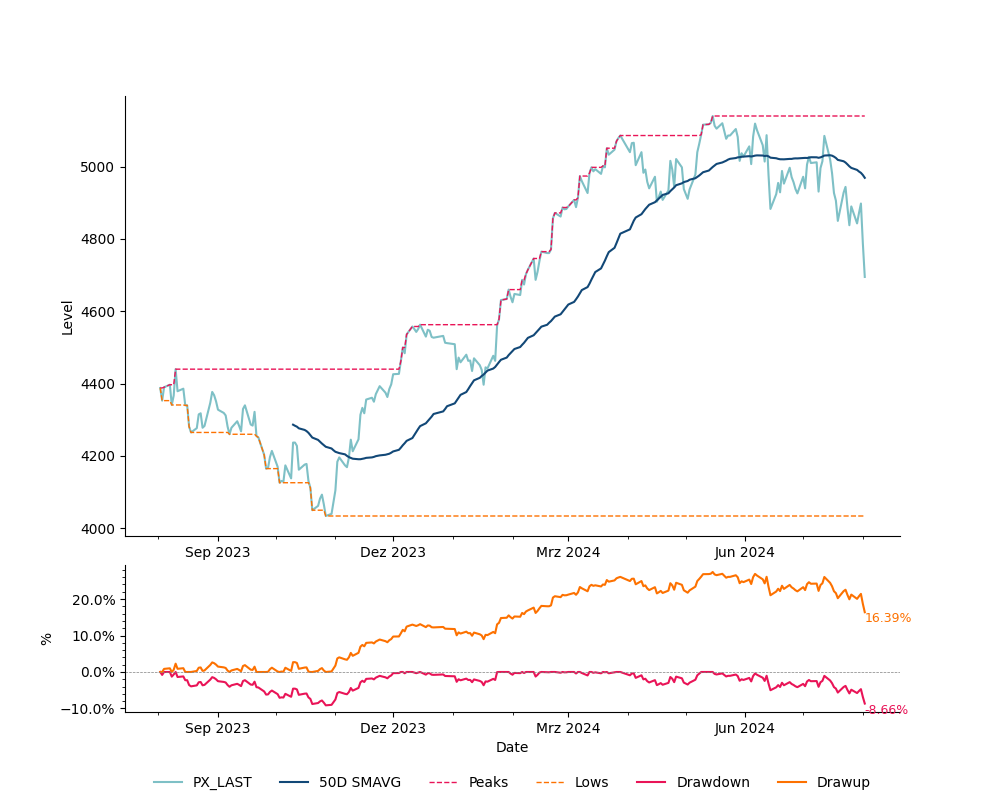 5000
4800
4600
4400
4200
4000
Level
Sep 2023 Dez 2023 Mrz 2024 Jun 2024
20.0%
10.0%
0.0%
−10.0%
%
16.39%
-8.66%
Sep 2023 Dez 2023 Mrz 2024 Jun 2024
Date
PX_LAST 50D SMAVG Peaks Lows Drawdown Drawup